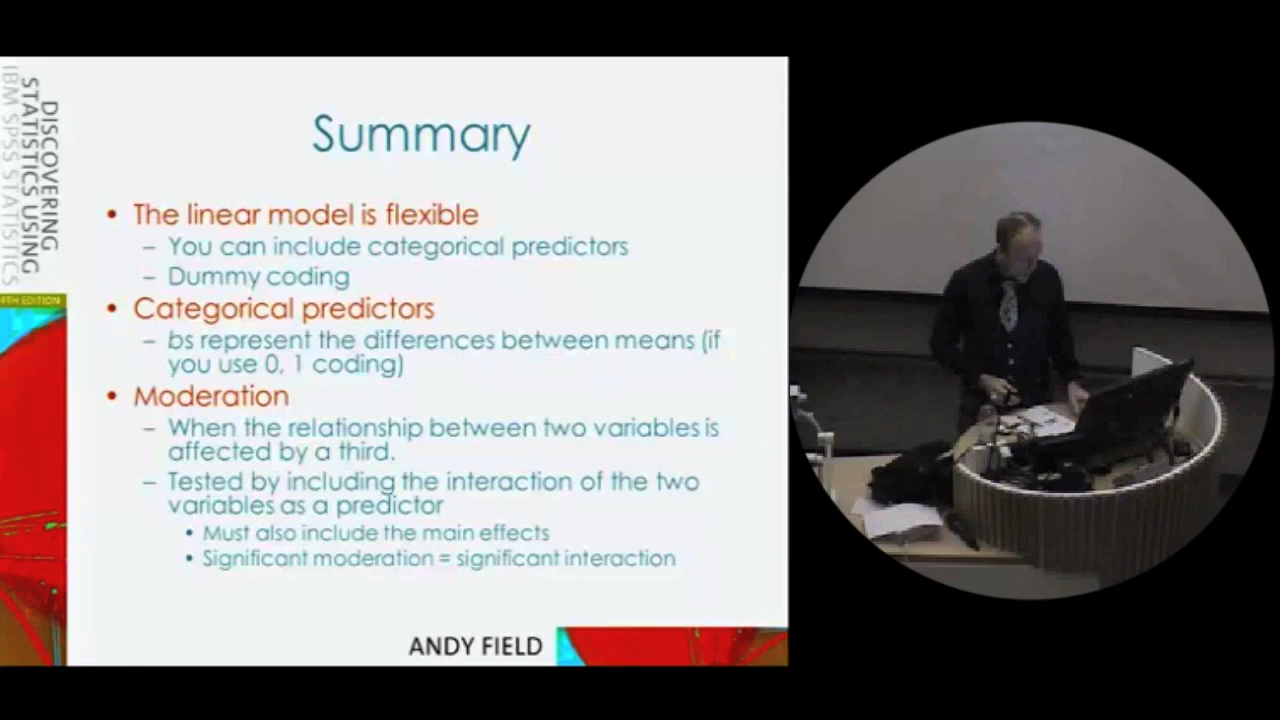 DISCOVERING
STATISTICS USING
IBM SPSS STATISTICS
4TH EDITION
Summary
• The linear model is flexible
– You can include categorical predictors
– Dummy coding
• Categorical predictors
– bs represent the differences between means (if
you use 0, 1 coding)
• Moderation
– When the relationship between two variables is
affected by a third.
– Tested by including the interaction of the two
variables as a predictor
• Must also include the main effects
• Significant moderation = significant interaction
ANDY FIELD